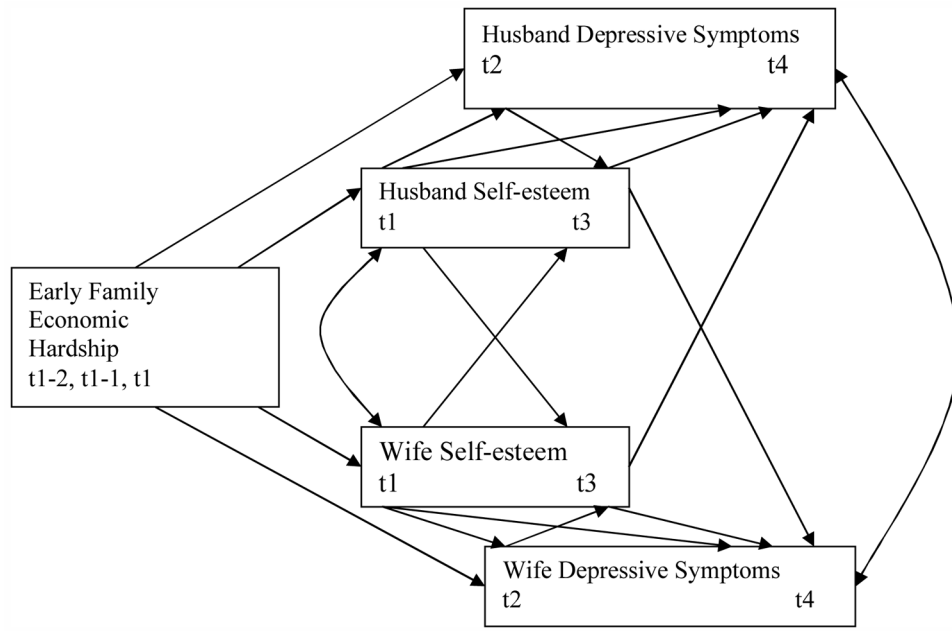 Husband Depressive Symptoms
t2 t4
Husband Self-esteem
t1 t3
Early Family
Economic
Hardship
t1-2, t1-1, t1
Wife Self-esteem
t1 t3
Wife Depressive Symptoms
t2 t4